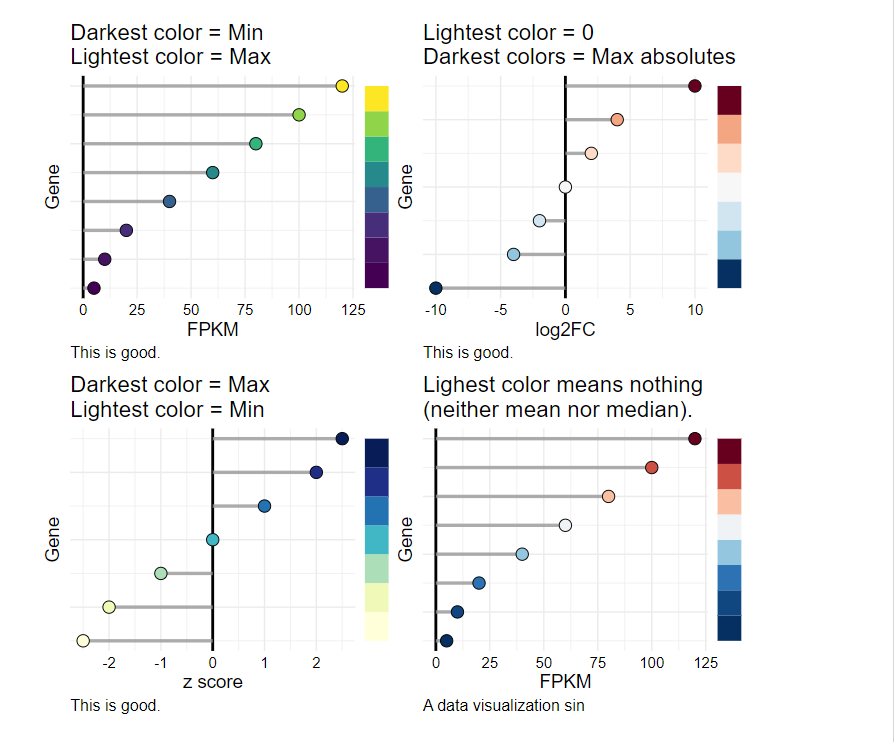 Darkest color = Min
Lightest color = Max
Gene
0 25 50 75 100 125
FPKM
This is good.
Lightest color = 0
Darkest colors = Max absolutes
Gene
-10 -5 0 5 10
log2FC
This is good.
Darkest color = Max
Lightest color = Min
Gene
-2 -1 0 1 2
z score
This is good.
Lighest color means nothing
(neither mean nor median).
Gene
0 25 50 75 100 125
FPKM
A data visualization sin